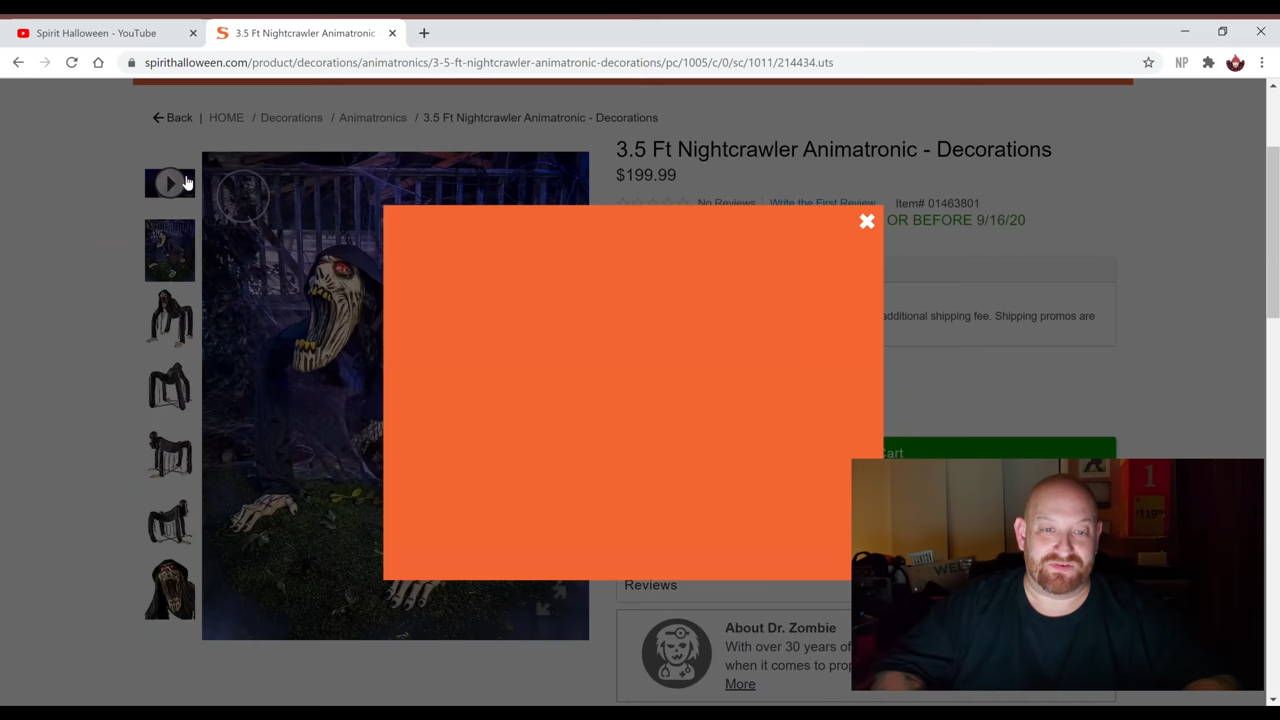 Spirit Halloween - YouTube
3.5 Ft Nightcrawler Animatronic
spirithalloween.com/product/decorations/animatronics/3-5-ft-nightcrawler-animatronic-decorations/pc/1005/c/0/sc/1011/214434.uts
NP
Back | HOME / Decorations / Animatronics / 3.5 Ft Nightcrawler Animatronic - Decorations
3.5 Ft Nightcrawler Animatronic - Decorations
$199.99
No Reviews | Write the First Review Item# 01463801
OR BEFORE 9/16/20
additional shipping fee. Shipping promos are
Cart
Reviews
About Dr. Zombie
With over 30 years of
when it comes to prop
More
1